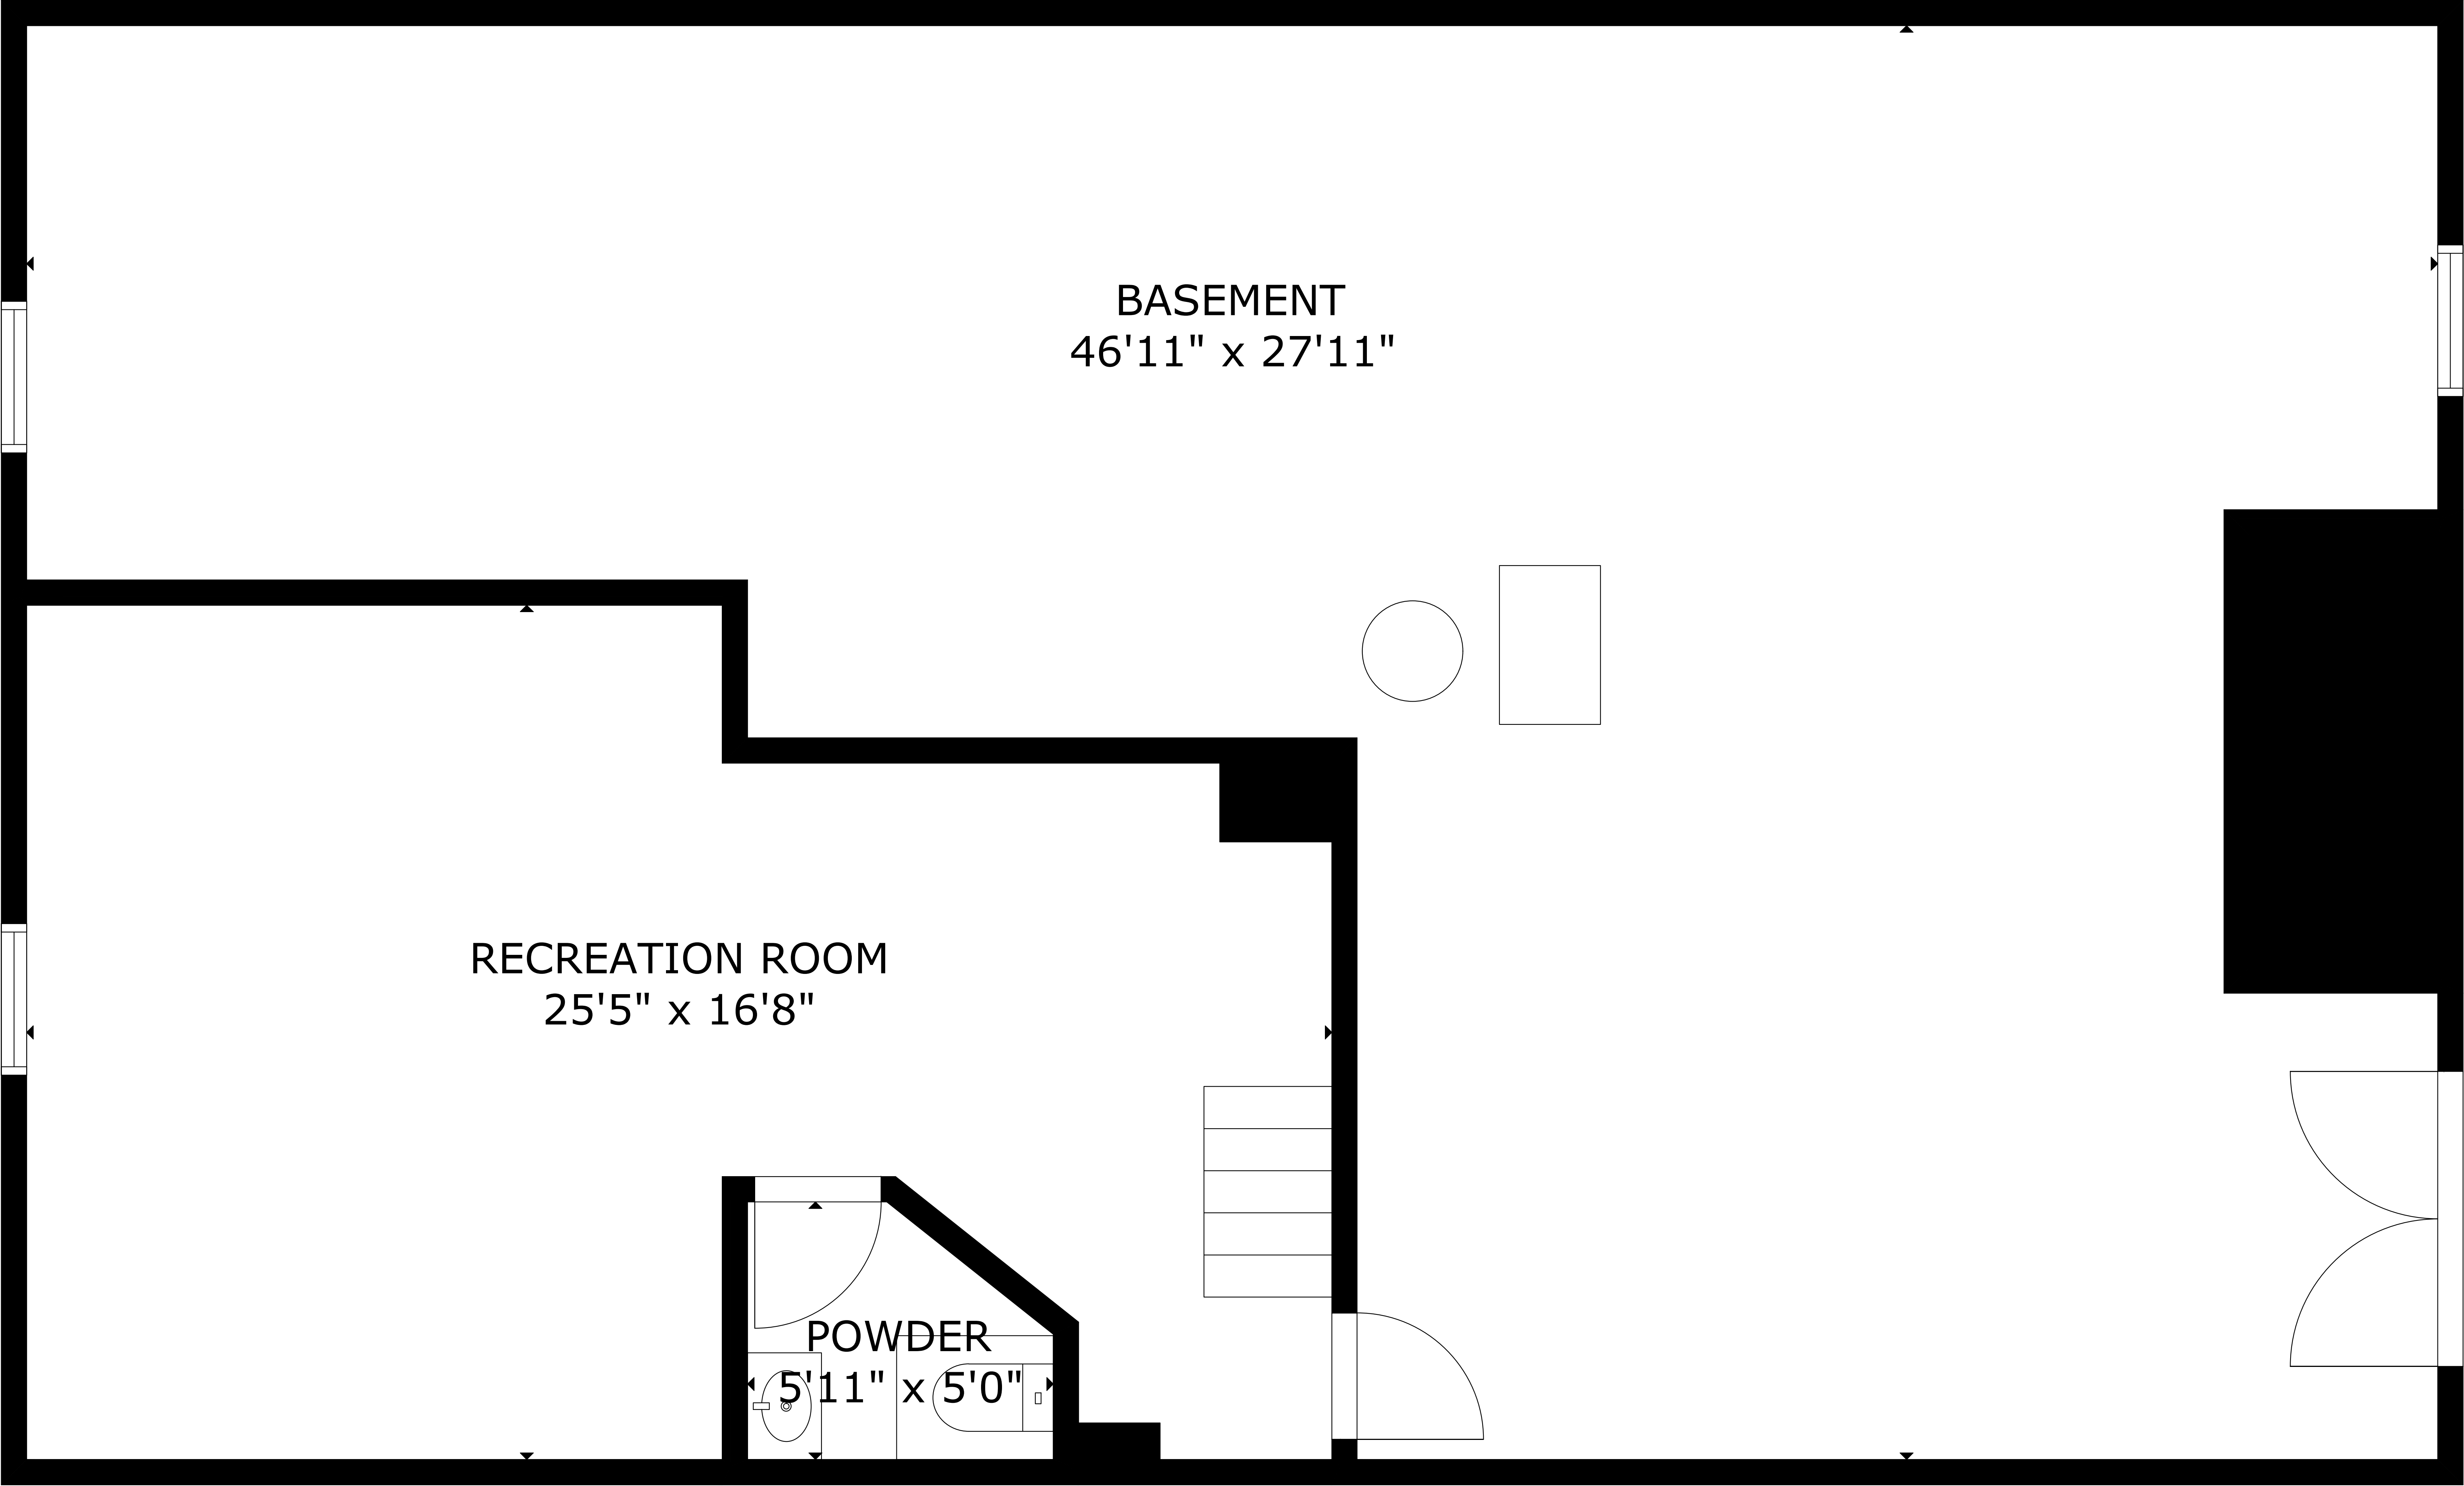 BASEMENT
46'11" x 27'11"
RECREATION ROOM
25'5" x 16'8"
POWDER
5'11" x 5'0"